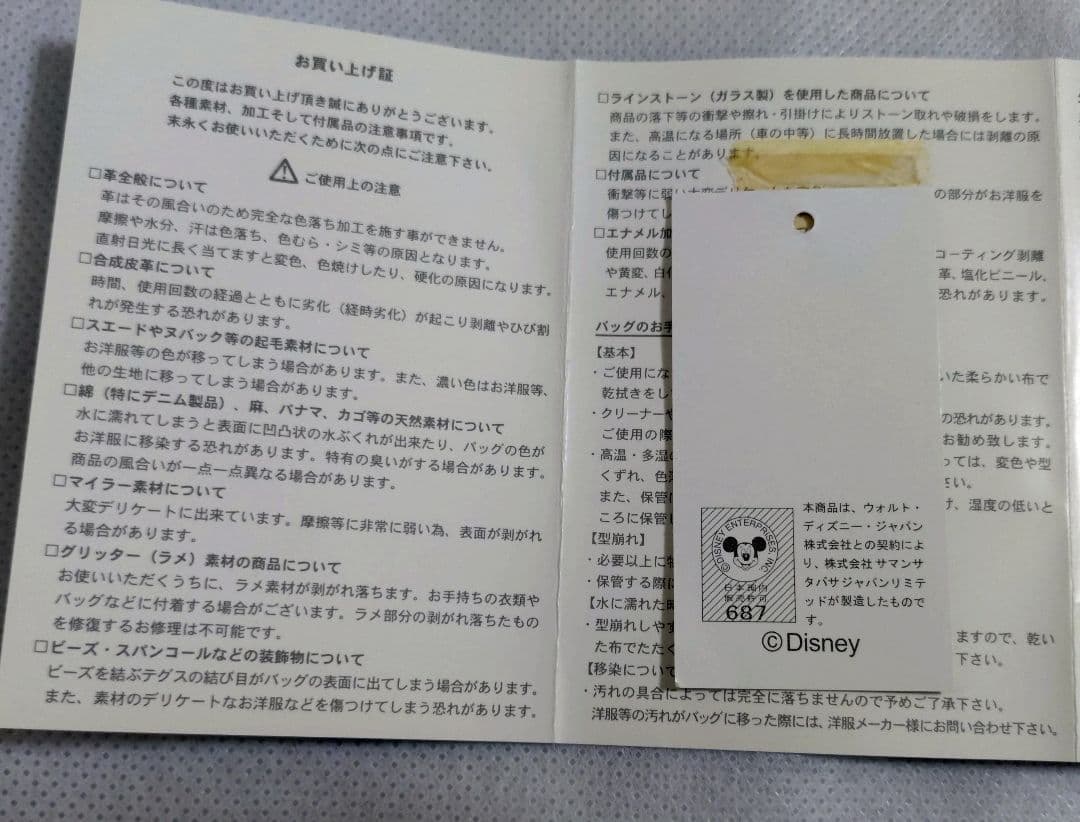 お買い上げ証
この度はお買い上げ頂き誠にありがとうございます。
各種素材、加工そして付属品の注意事項です。
末永くお使いいただくために次の点にご注意下さい。
ご使用上の注意
□革全般について
革はその風合いのため完全な色落ち加工を施す事ができません。
摩擦や水分、汗は色落ち、色むら・シミ等の原因となります。
直射日光に長く当てますと変色、色焼けしたり、硬化の原因になります。
□合成皮革について
時間、使用回数の経過とともに劣化（経時劣化）が起こり剥離やひび割
れが発生する恐れがあります。
□スエードやヌバック等の起毛素材について
お洋服等の色が移ってしまう場合があります。また、濃い色はお洋服等、
他の生地に移ってしまう場合があります。
□綿（特にデニム製品）、麻、パナマ、カゴ等の天然素材について
水に濡れてしまうと表面に凹凸状の水ぶくれが出来たり、バッグの色が
お洋服に移染する恐れがあります。特有の臭いがする場合があります。
商品の風合いが一点一点異なる場合があります。
□マイラー素材について
大変デリケートに出来ています。摩擦等に非常に弱い為、表面が剥がれ
る場合があります。
□グリッター（ラメ）素材の商品について
お使いいただくうちに、ラメ素材が剥がれ落ちます。お手持ちの衣類や
バッグなどに付着する場合がございます。ラメ部分の剥がれ落ちたもの
を修復するお修理は不可能です。
□ビーズ・スパンコールなどの装飾物について
ビーズを結ぶテグスの結び目がバッグの表面に出てしまう場合があります。
また、素材のデリケートなお洋服などを傷つけてしまう恐れがあります。
□ラインストーン（ガラス製）を使用した商品について
商品の落下等の衝撃や擦れ・引掛けによりストーン取れや破損をします。
また、高温になる場所（車の中等）に長時間放置した場合には剥離の原
因になることがあります。
□付属品について
衝撃等に弱い大変デリケート の部分がお洋服を
傷つけてし
□エナメル加
使用回数の コーティング剥離
や黄変、白化 革、塩化ビニール、
エナメル、 恐れがあります。
バッグのお手
【基本】
・ご使用にな いた柔らかい布で
乾拭きをし
・クリーナーや の恐れがあります。
ご使用の際 お勧め致します。
・高温・多湿の っては、変色や型
くずれ、色 さい。
また、保管 け、湿度の低いと
ころに保管し
【型崩れ】
・必要以上に物
・保管する際に
【水に濡れた時
・型崩れしやす ますので、乾い
た布でたたく 下さい。
【移染につい
・汚れの具合によっては完全に落ちませんので予めご了承下さい。
洋服等の汚れがバッグに移った際には、洋服メーカー様にお問い合わせ下さい。
©DISNEY ENTERPRISES, INC.
日本国内
販売許可
687
本商品は、ウォルト・
ディズニー・ジャパン
株式会社との契約によ
り、株式会社サマンサ
タバサジャパンリミテ
ッドが製造したもので
す。
©Disney